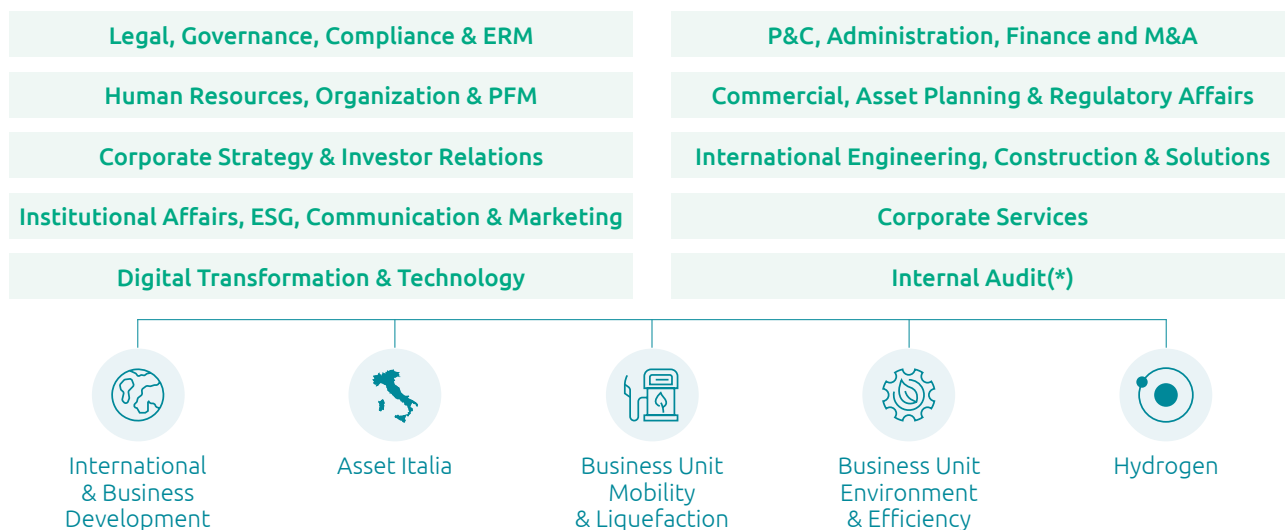 Legal, Governance, Compliance & ERM
P&C, Administration, Finance and M&A
Human Resources, Organization & PFM
Commercial, Asset Planning & Regulatory Affairs
Corporate Strategy & Investor Relations
International Engineering, Construction & Solutions
Institutional Affairs, ESG, Communication & Marketing
Corporate Services
Digital Transformation & Technology
Internal Audit(*)
International
& Business
Development
Asset Italia
Business Unit
Mobility
& Liquefaction
Business Unit
Environment
& Efficiency
Hydrogen